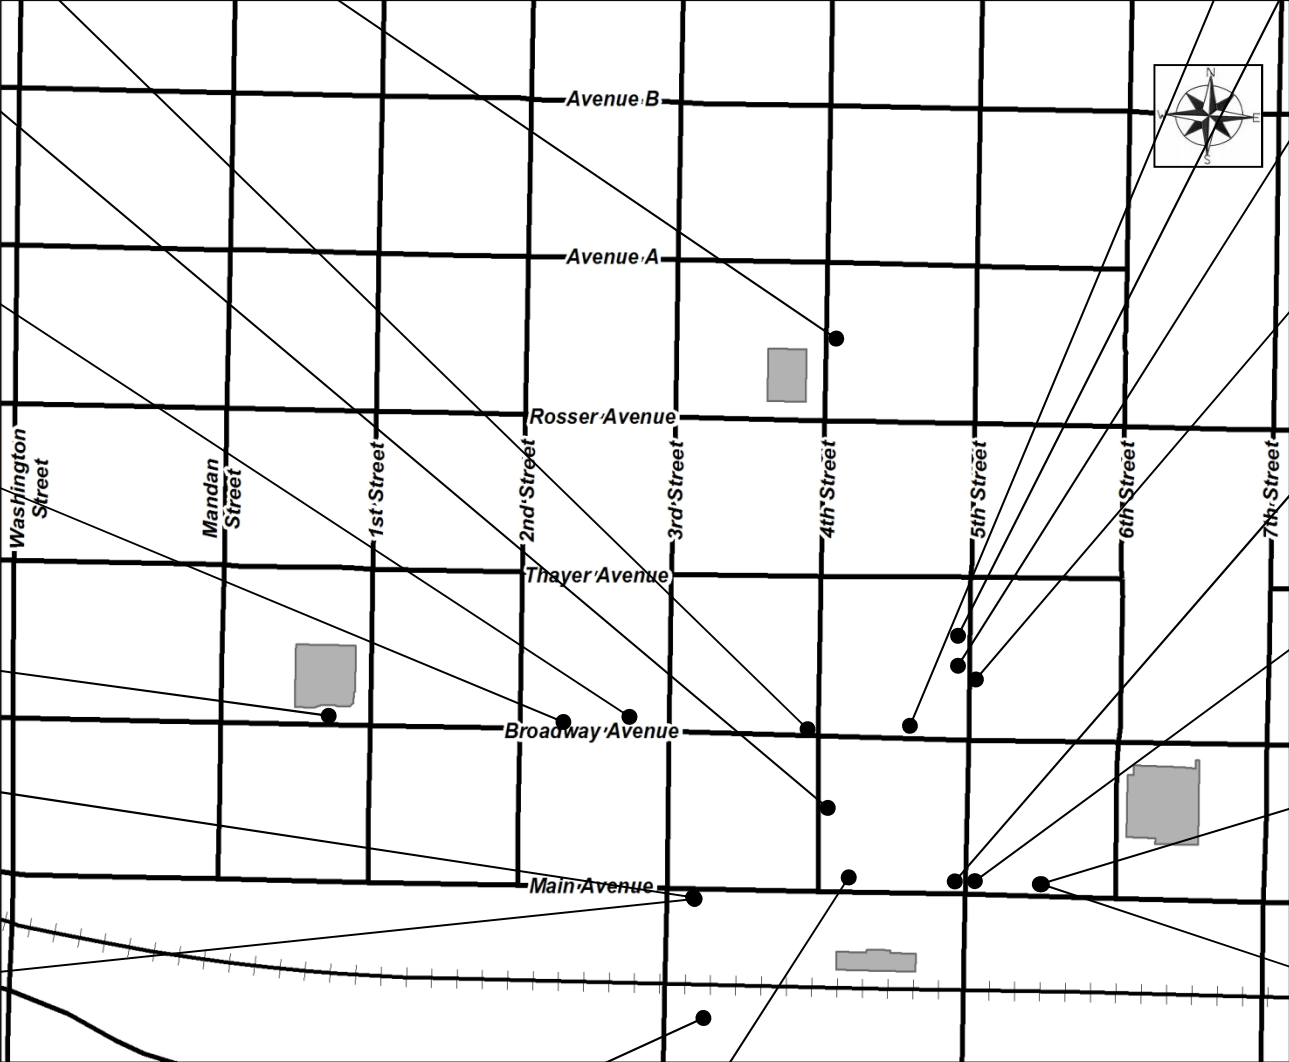 N
W
E
S
Avenue B
Avenue A
Rosser Avenue
Washington
Street
Mandan
Street
1st Street
2nd Street
3rd Street
4th Street
5th Street
6th Street
7th Street
Thayer Avenue
Broadway Avenue
Main Avenue